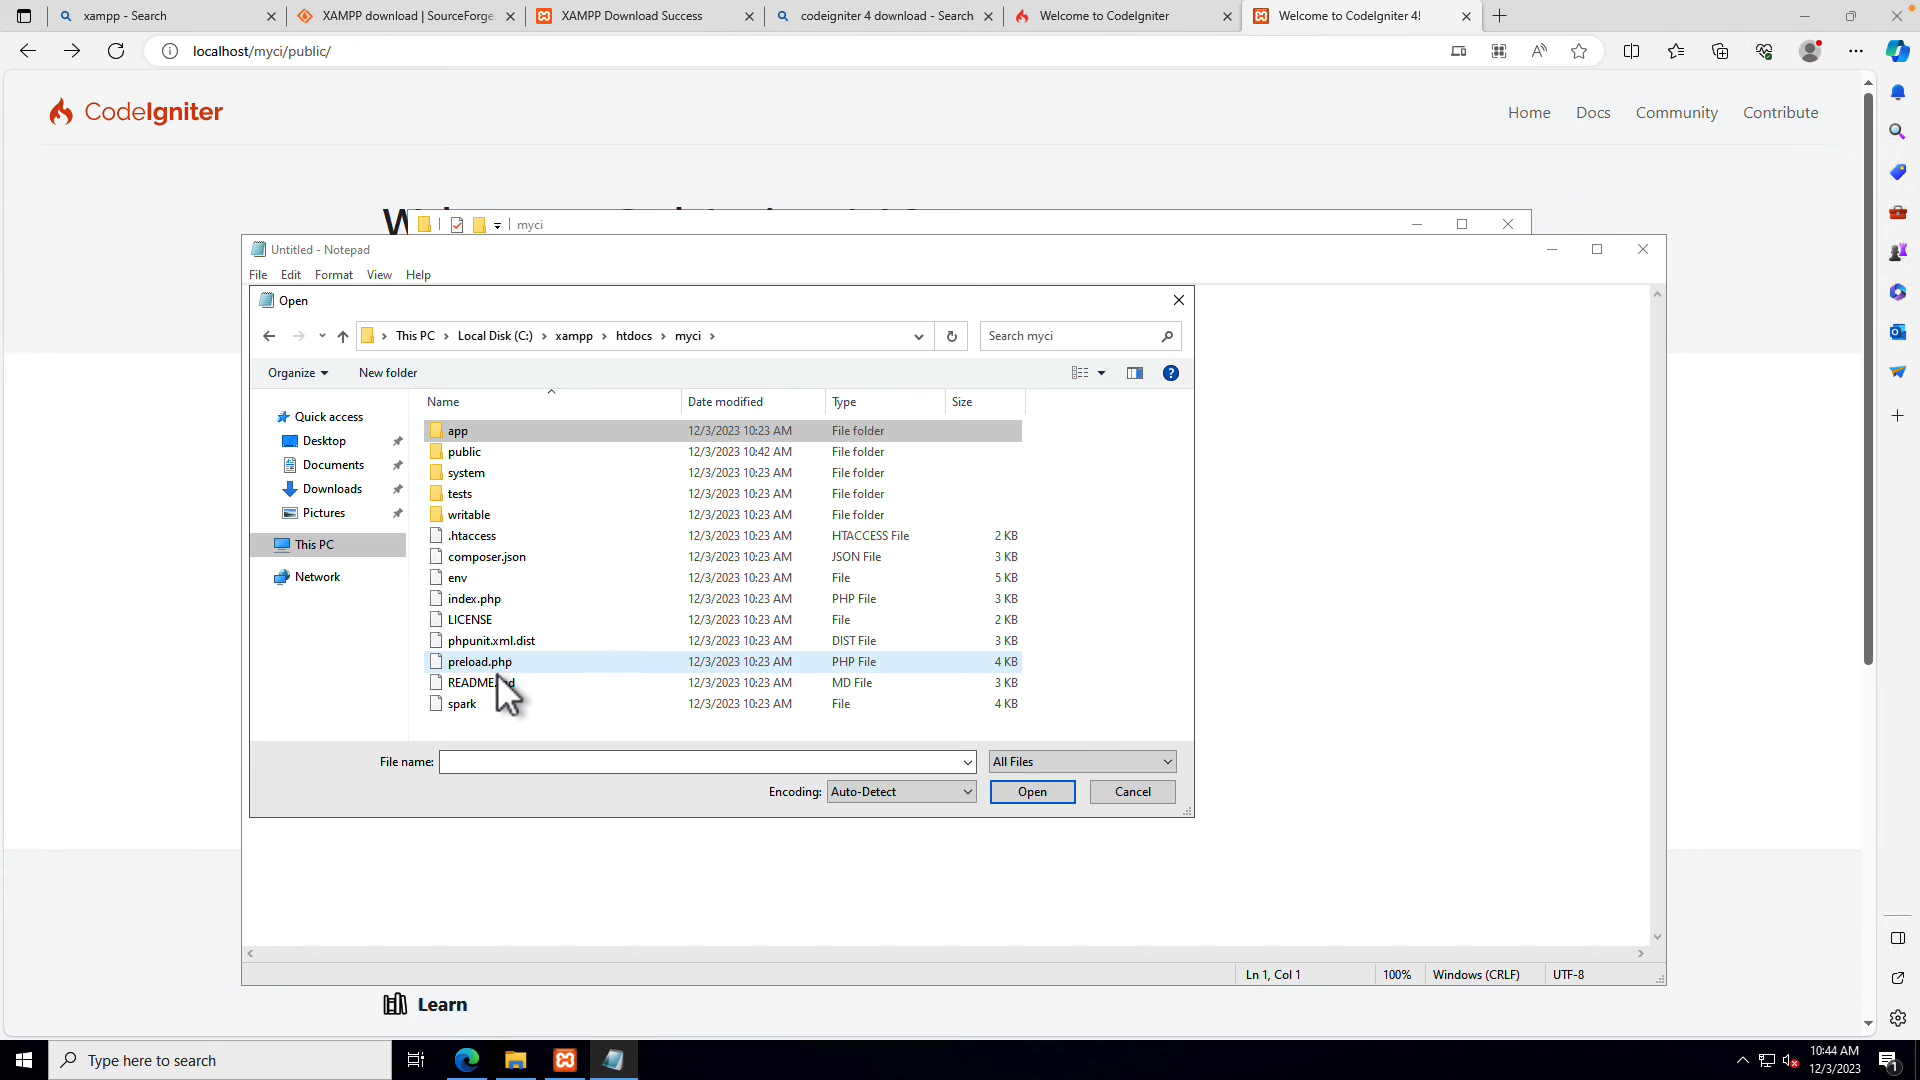 xampp - Search
XAMPP download | SourceForge.
XAMPP Download Success
codeigniter 4 download - Search
Welcome to CodeIgniter
Welcome to CodeIgniter 4!
localhost/myci/public/
CodeIgniter
Home
Docs
Community
Contribute
myci
Untitled - Notepad
File Edit Format View Help
Open
This PC > Local Disk (C:) > xampp > htdocs > myci >
Search myci
Organize
New folder
Name Date modified Type Size
Quick access
Desktop
Documents
Downloads
Pictures
This PC
Network
app 12/3/2023 10:23 AM File folder
public 12/3/2023 10:42 AM File folder
system 12/3/2023 10:23 AM File folder
tests 12/3/2023 10:23 AM File folder
writable 12/3/2023 10:23 AM File folder
.htaccess 12/3/2023 10:23 AM HTACCESS File 2 KB
composer.json 12/3/2023 10:23 AM JSON File 3 KB
env 12/3/2023 10:23 AM File 5 KB
index.php 12/3/2023 10:23 AM PHP File 3 KB
LICENSE 12/3/2023 10:23 AM File 2 KB
phpunit.xml.dist 12/3/2023 10:23 AM DIST File 3 KB
preload.php 12/3/2023 10:23 AM PHP File 4 KB
README.md 12/3/2023 10:23 AM MD File 3 KB
spark 12/3/2023 10:23 AM File 4 KB
File name:
All Files
Encoding: Auto-Detect
Open
Cancel
Ln 1, Col 1
100%
Windows (CRLF)
UTF-8
Learn
Type here to search
10:44 AM
12/3/2023
1